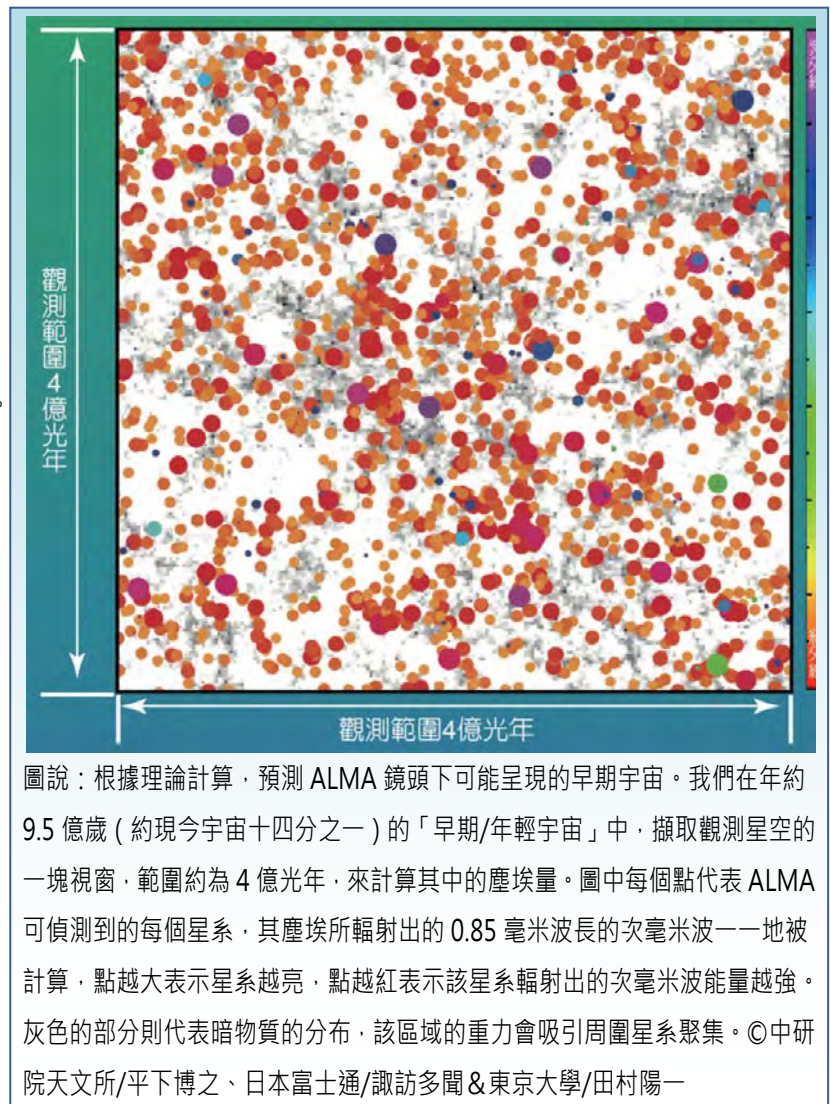 觀測範圍4億光年
觀測範圍4億光年
圖說：根據理論計算，預測 ALMA 鏡頭下可能呈現的早期宇宙。我們在年約
9.5 億歲（約現今宇宙十四分之一）的「早期/年輕宇宙」中，擷取觀測星空的
一塊視窗，範圍約為 4 億光年，來計算其中的塵埃量。圖中每個點代表 ALMA
可偵測到的每個星系，其塵埃所輻射出的 0.85 毫米波長的次毫米波一一地被
計算，點越大表示星系越亮，點越紅表示該星系輻射出的次毫米波能量越強。
灰色的部分則代表暗物質的分布，該區域的重力會吸引周圍星系聚集。©中研
院天文所/平下博之、日本富士通/諏訪多聞＆東京大學/田村陽一